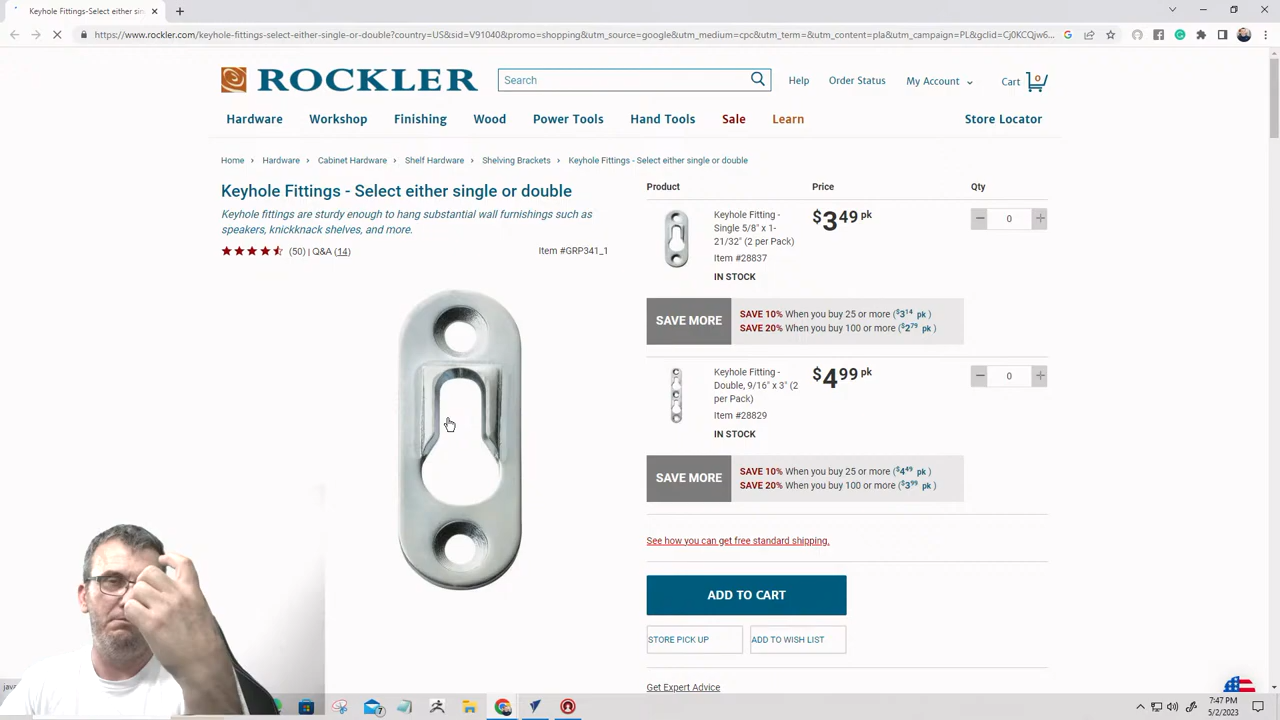 Keyhole Fittings-Select either sin
https://www.rockler.com/keyhole-fittings-select-either-single-or-double?country=US&sid=V91040&promo=shopping&utm_source=google&utm_medium=cpc&utm_content=pla&utm_campaign=PL&gclid=Cj0KCQjw6...
ROCKLER
Search
Help
Order Status
My Account
Cart
0
Hardware
Workshop
Finishing
Wood
Power Tools
Hand Tools
Sale
Learn
Store Locator
Home › Hardware › Cabinet Hardware › Shelf Hardware › Shelving Brackets › Keyhole Fittings - Select either single or double
Keyhole Fittings - Select either single or double
Keyhole fittings are sturdy enough to hang substantial wall furnishings such as
speakers, knickknack shelves, and more.
(50) | Q&A (14)
Item #GRP341_1
Product
Price
Qty
Keyhole Fitting -
Single 5/8" x 1-
21/32" (2 per Pack)
Item #28837
IN STOCK
$3 49 pk
0
SAVE MORE
SAVE 10% When you buy 25 or more ($3 14 pk )
SAVE 20% When you buy 100 or more ($2 79 pk )
Keyhole Fitting -
Double, 9/16" x 3" (2
per Pack)
Item #28829
IN STOCK
$4 99 pk
0
SAVE MORE
SAVE 10% When you buy 25 or more ($4 49 pk )
SAVE 20% When you buy 100 or more ($3 99 pk )
See how you can get free standard shipping.
ADD TO CART
STORE PICK UP
ADD TO WISH LIST
Get Expert Advice
jav
7
7:47 PM
5/2/2023